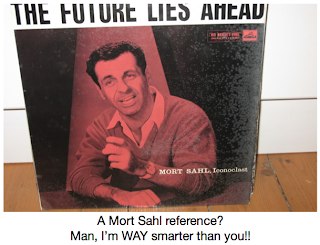 THE FUTURE LIES AHEAD
MORT SAHL, Iconoclast
A Mort Sahl reference?
Man, I'm WAY smarter than you!!